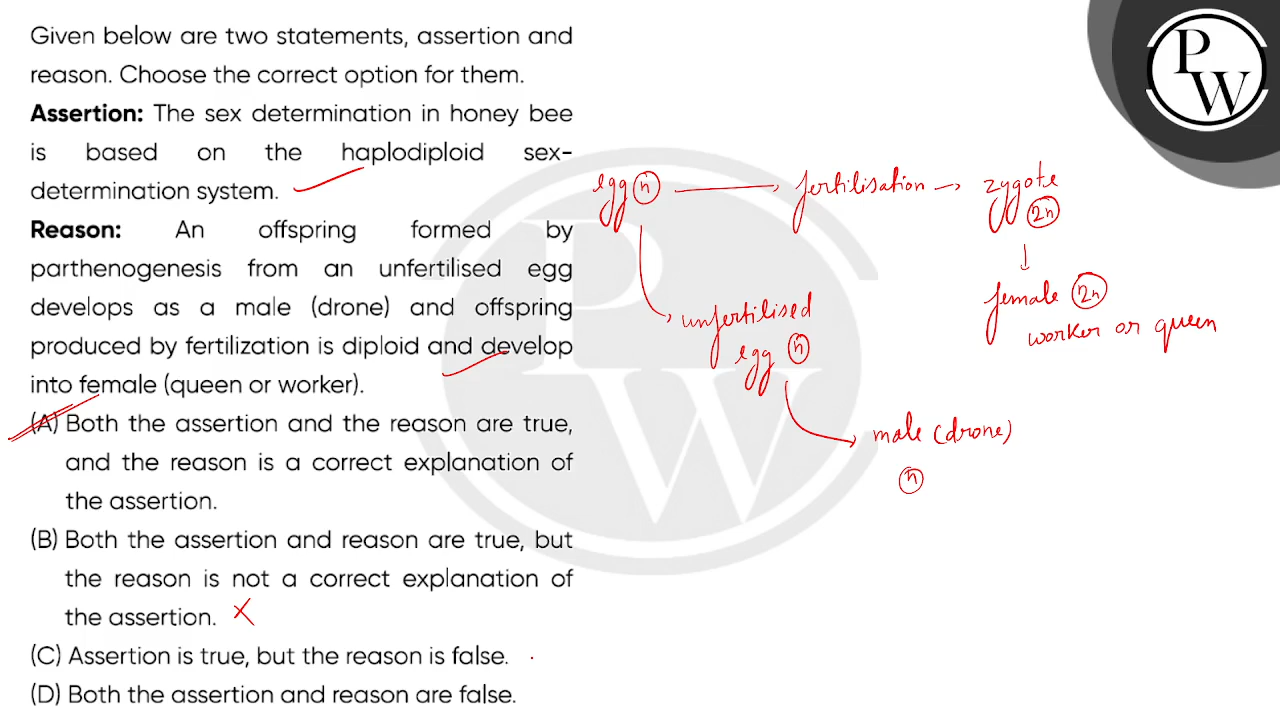 Given below are two statements, assertion and
reason. Choose the correct option for them.
Assertion: The sex determination in honey bee
is based on the haplodiploid sex-
determination system.
Reason: An offspring formed by
parthenogenesis from an unfertilised egg
develops as a male (drone) and offspring
produced by fertilization is diploid and develop
into female (queen or worker).
(A) Both the assertion and the reason are true,
and the reason is a correct explanation of
the assertion.
(B) Both the assertion and reason are true, but
the reason is not a correct explanation of
the assertion.
(C) Assertion is true, but the reason is false.
(D) Both the assertion and reason are false.
egg n fertilisation zygote
2n
female 2n
worker or queen
unfertilised
egg n
male (drone)
n
PW
PW